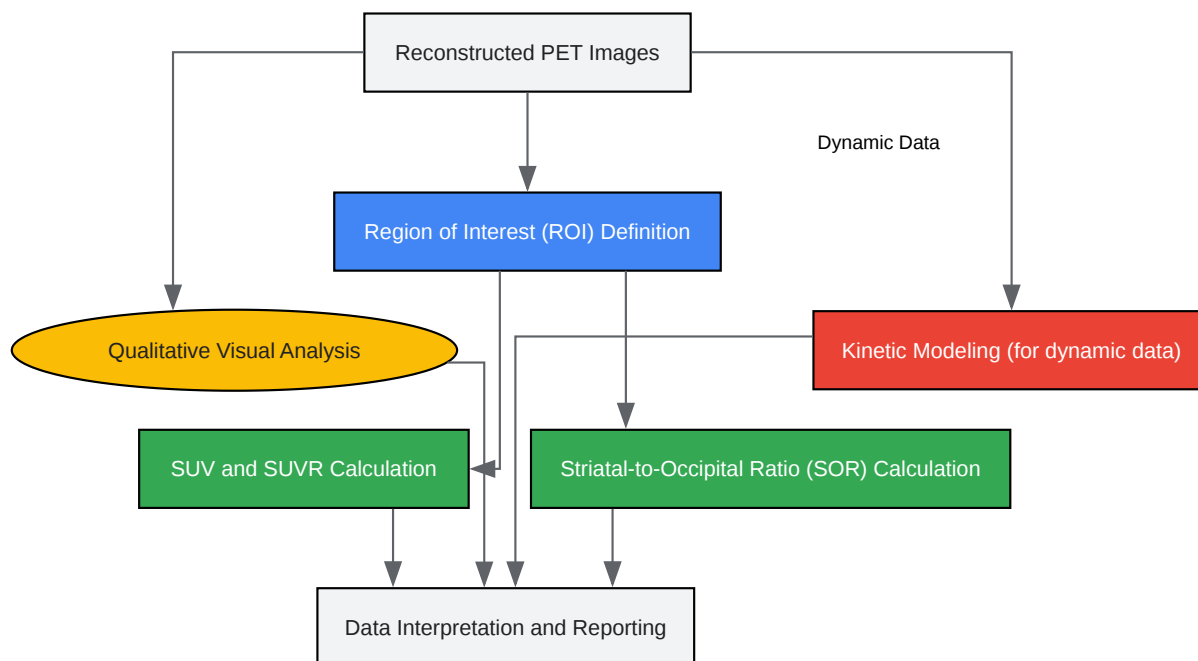 Reconstructed PET Images
Dynamic Data
Region of Interest (ROI) Definition
Qualitative Visual Analysis
Kinetic Modeling (for dynamic data)
SUV and SUVR Calculation
Striatal-to-Occipital Ratio (SOR) Calculation
Data Interpretation and Reporting